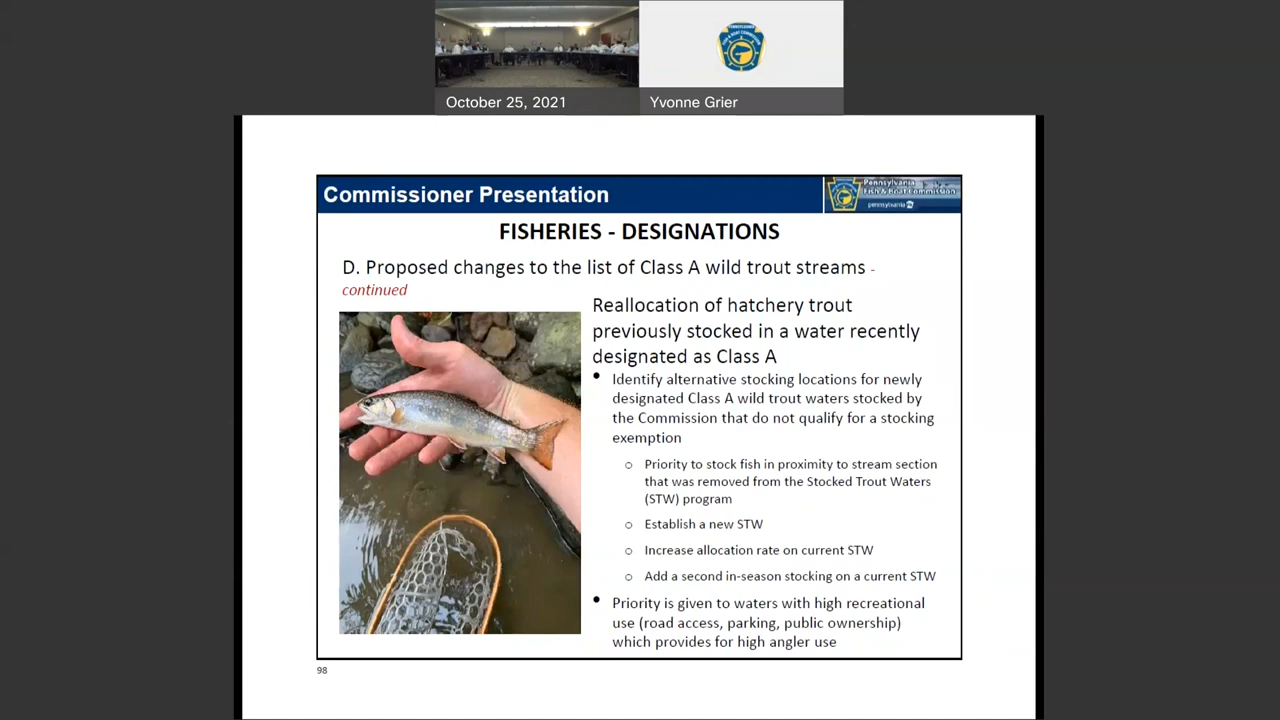 October 25, 2021
Yvonne Grier
Commissioner Presentation
Pennsylvania
Fish & Boat Commission
pennsylvania
FISHERIES - DESIGNATIONS
D. Proposed changes to the list of Class A wild trout streams -
continued
Reallocation of hatchery trout
previously stocked in a water recently
designated as Class A
• Identify alternative stocking locations for newly
designated Class A wild trout waters stocked by
the Commission that do not qualify for a stocking
exemption
o Priority to stock fish in proximity to stream section
that was removed from the Stocked Trout Waters
(STW) program
o Establish a new STW
o Increase allocation rate on current STW
o Add a second in-season stocking on a current STW
• Priority is given to waters with high recreational
use (road access, parking, public ownership)
which provides for high angler use
98